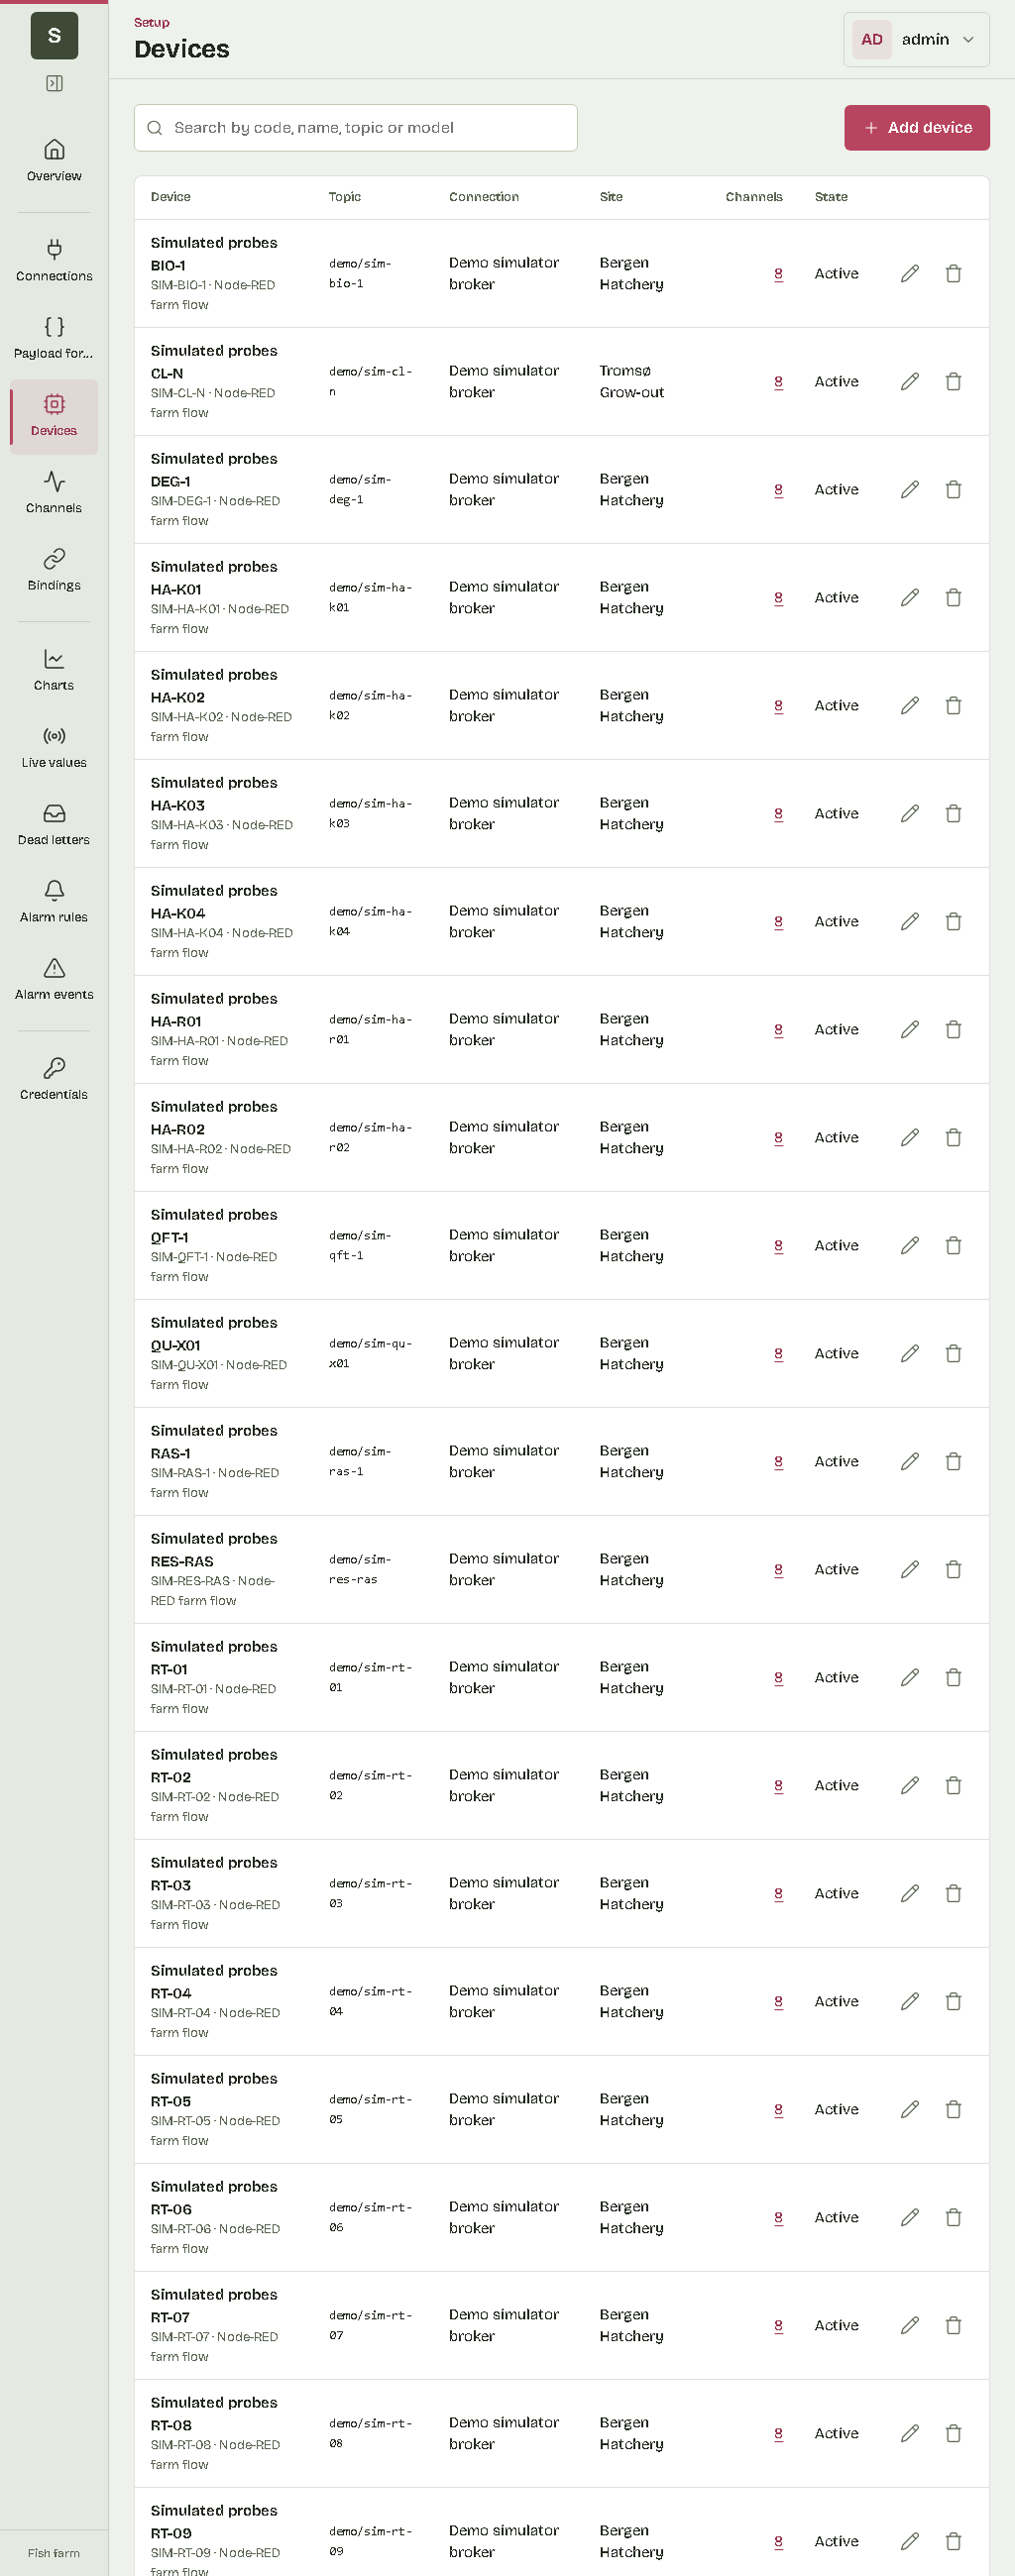 S
Setup
Devices
AD admin
Overview
Connections
Payload for...
Devices
Channels
Bindings
Charts
Live values
Dead letters
Alarm rules
Alarm events
Credentials
Fish farm
Search by code, name, topic or model
Add device
Device Topic Connection Site Channels State
Simulated probes
BIO-1
SIM-BIO-1 · Node-RED
farm flow
demo/sim-
bio-1
Demo simulator
broker
Bergen
Hatchery
8
Active
Simulated probes
CL-N
SIM-CL-N · Node-RED
farm flow
demo/sim-cl-
n
Demo simulator
broker
Tromsø
Grow-out
8
Active
Simulated probes
DEG-1
SIM-DEG-1 · Node-RED
farm flow
demo/sim-
deg-1
Demo simulator
broker
Bergen
Hatchery
8
Active
Simulated probes
HA-K01
SIM-HA-K01 · Node-RED
farm flow
demo/sim-ha-
k01
Demo simulator
broker
Bergen
Hatchery
8
Active
Simulated probes
HA-K02
SIM-HA-K02 · Node-RED
farm flow
demo/sim-ha-
k02
Demo simulator
broker
Bergen
Hatchery
8
Active
Simulated probes
HA-K03
SIM-HA-K03 · Node-RED
farm flow
demo/sim-ha-
k03
Demo simulator
broker
Bergen
Hatchery
8
Active
Simulated probes
HA-K04
SIM-HA-K04 · Node-RED
farm flow
demo/sim-ha-
k04
Demo simulator
broker
Bergen
Hatchery
8
Active
Simulated probes
HA-R01
SIM-HA-R01 · Node-RED
farm flow
demo/sim-ha-
r01
Demo simulator
broker
Bergen
Hatchery
8
Active
Simulated probes
HA-R02
SIM-HA-R02 · Node-RED
farm flow
demo/sim-ha-
r02
Demo simulator
broker
Bergen
Hatchery
8
Active
Simulated probes
QFT-1
SIM-QFT-1 · Node-RED
farm flow
demo/sim-
qft-1
Demo simulator
broker
Bergen
Hatchery
8
Active
Simulated probes
QU-X01
SIM-QU-X01 · Node-RED
farm flow
demo/sim-qu-
x01
Demo simulator
broker
Bergen
Hatchery
8
Active
Simulated probes
RAS-1
SIM-RAS-1 · Node-RED
farm flow
demo/sim-
ras-1
Demo simulator
broker
Bergen
Hatchery
8
Active
Simulated probes
RES-RAS
SIM-RES-RAS · Node-
RED farm flow
demo/sim-
res-ras
Demo simulator
broker
Bergen
Hatchery
8
Active
Simulated probes
RT-01
SIM-RT-01 · Node-RED
farm flow
demo/sim-rt-
01
Demo simulator
broker
Bergen
Hatchery
8
Active
Simulated probes
RT-02
SIM-RT-02 · Node-RED
farm flow
demo/sim-rt-
02
Demo simulator
broker
Bergen
Hatchery
8
Active
Simulated probes
RT-03
SIM-RT-03 · Node-RED
farm flow
demo/sim-rt-
03
Demo simulator
broker
Bergen
Hatchery
8
Active
Simulated probes
RT-04
SIM-RT-04 · Node-RED
farm flow
demo/sim-rt-
04
Demo simulator
broker
Bergen
Hatchery
8
Active
Simulated probes
RT-05
SIM-RT-05 · Node-RED
farm flow
demo/sim-rt-
05
Demo simulator
broker
Bergen
Hatchery
8
Active
Simulated probes
RT-06
SIM-RT-06 · Node-RED
farm flow
demo/sim-rt-
06
Demo simulator
broker
Bergen
Hatchery
8
Active
Simulated probes
RT-07
SIM-RT-07 · Node-RED
farm flow
demo/sim-rt-
07
Demo simulator
broker
Bergen
Hatchery
8
Active
Simulated probes
RT-08
SIM-RT-08 · Node-RED
farm flow
demo/sim-rt-
08
Demo simulator
broker
Bergen
Hatchery
8
Active
Simulated probes
RT-09
SIM-RT-09 · Node-RED
farm flow
demo/sim-rt-
09
Demo simulator
broker
Bergen
Hatchery
8
Active